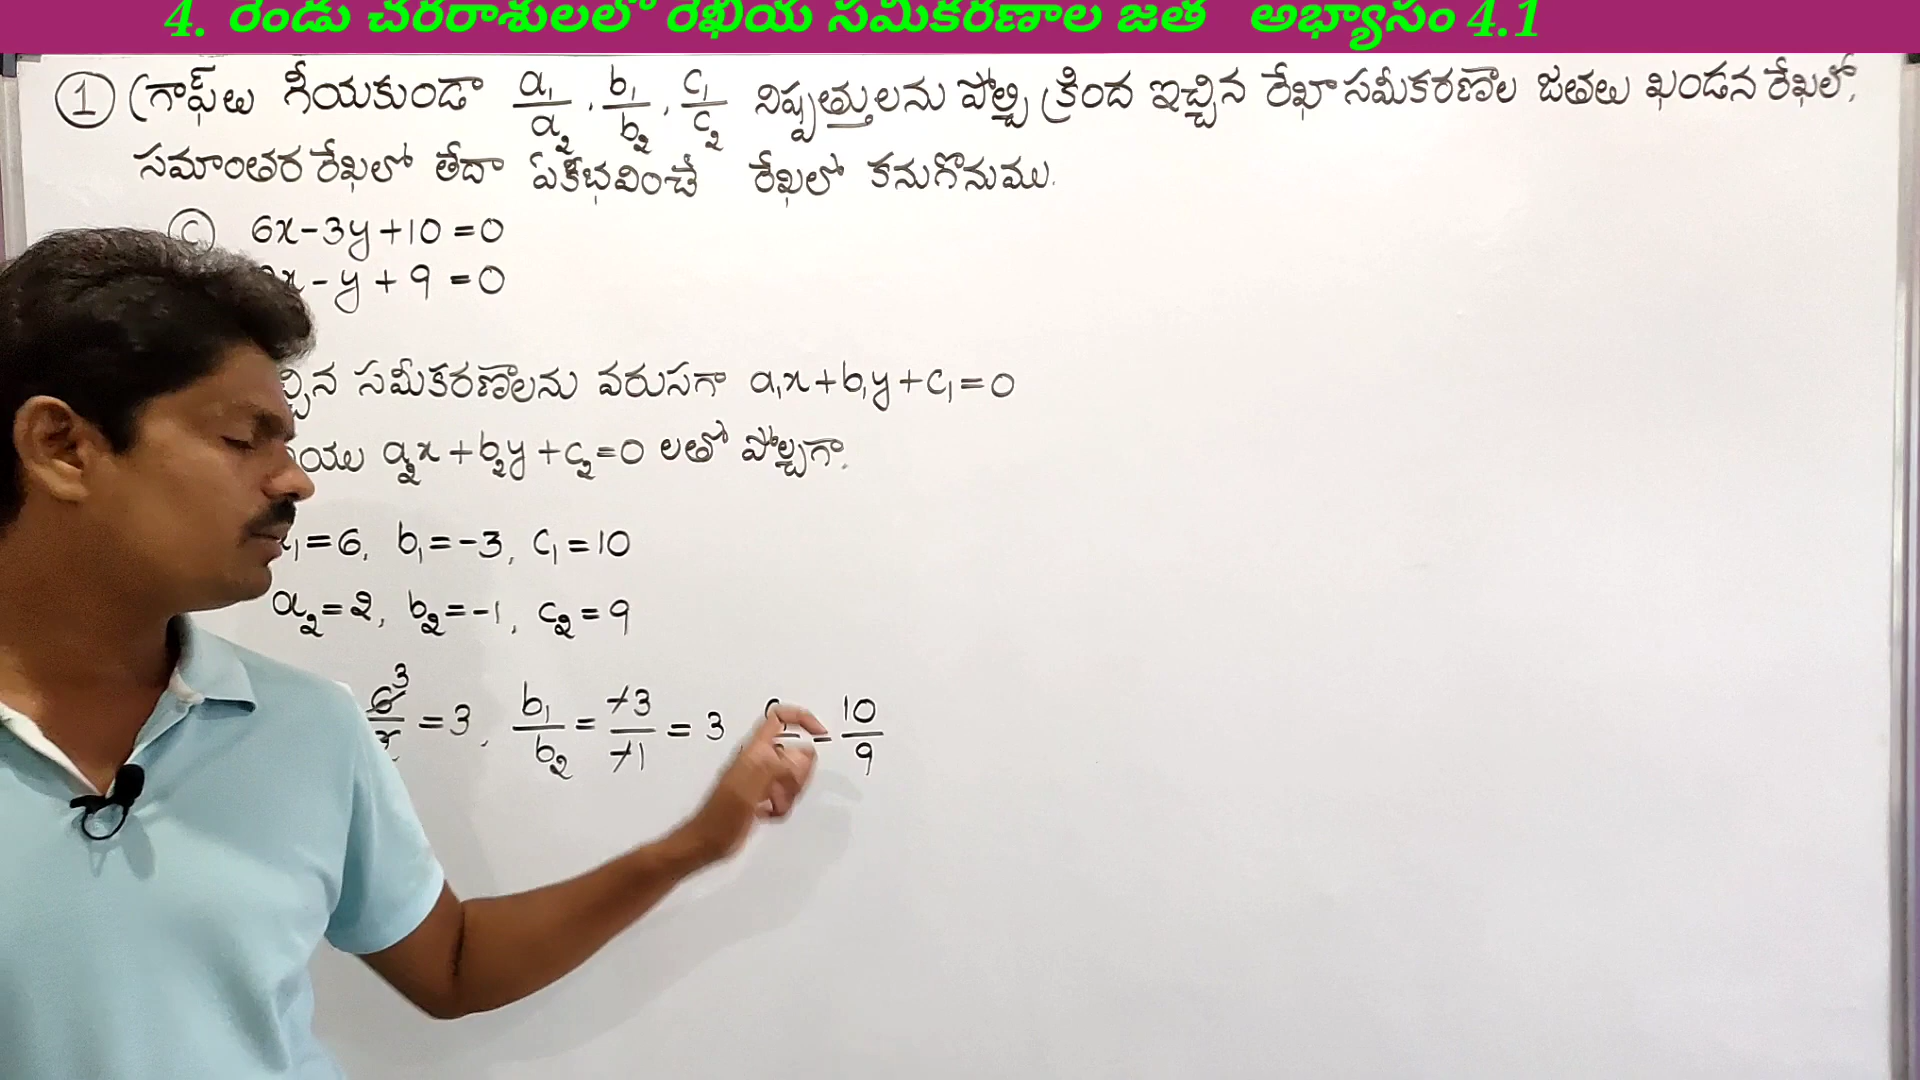 4. రెండు చరరాశులలో రేఖీయ సమీకరణాల జత అభ్యాసం 4.1
① గ్రాఫ్‌లు గీయకుండా a₁/a₂, b₁/b₂, c₁/c₂ నిష్పత్తులను పోల్చి క్రింద ఇచ్చిన రేఖా సమీకరణాల జతలు ఖండన రేఖలో,
సమాంతర రేఖలో లేదా ఏకీభవించే రేఖలో కనుగొనుము.
Ⓒ 6x-3y+10=0
x-y+9=0
చ్చిన సమీకరణాలను వరుసగా a₁x+b₁y+c₁=0
యు a₂x+b₂y+c₂=0 లతో పోల్చగా.
₁=6, b₁=-3, c₁=10
a₂=2, b₂=-1, c₂=9
6³/2 = 3, b₁/b₂ = -3/-1 = 3, = 10/9